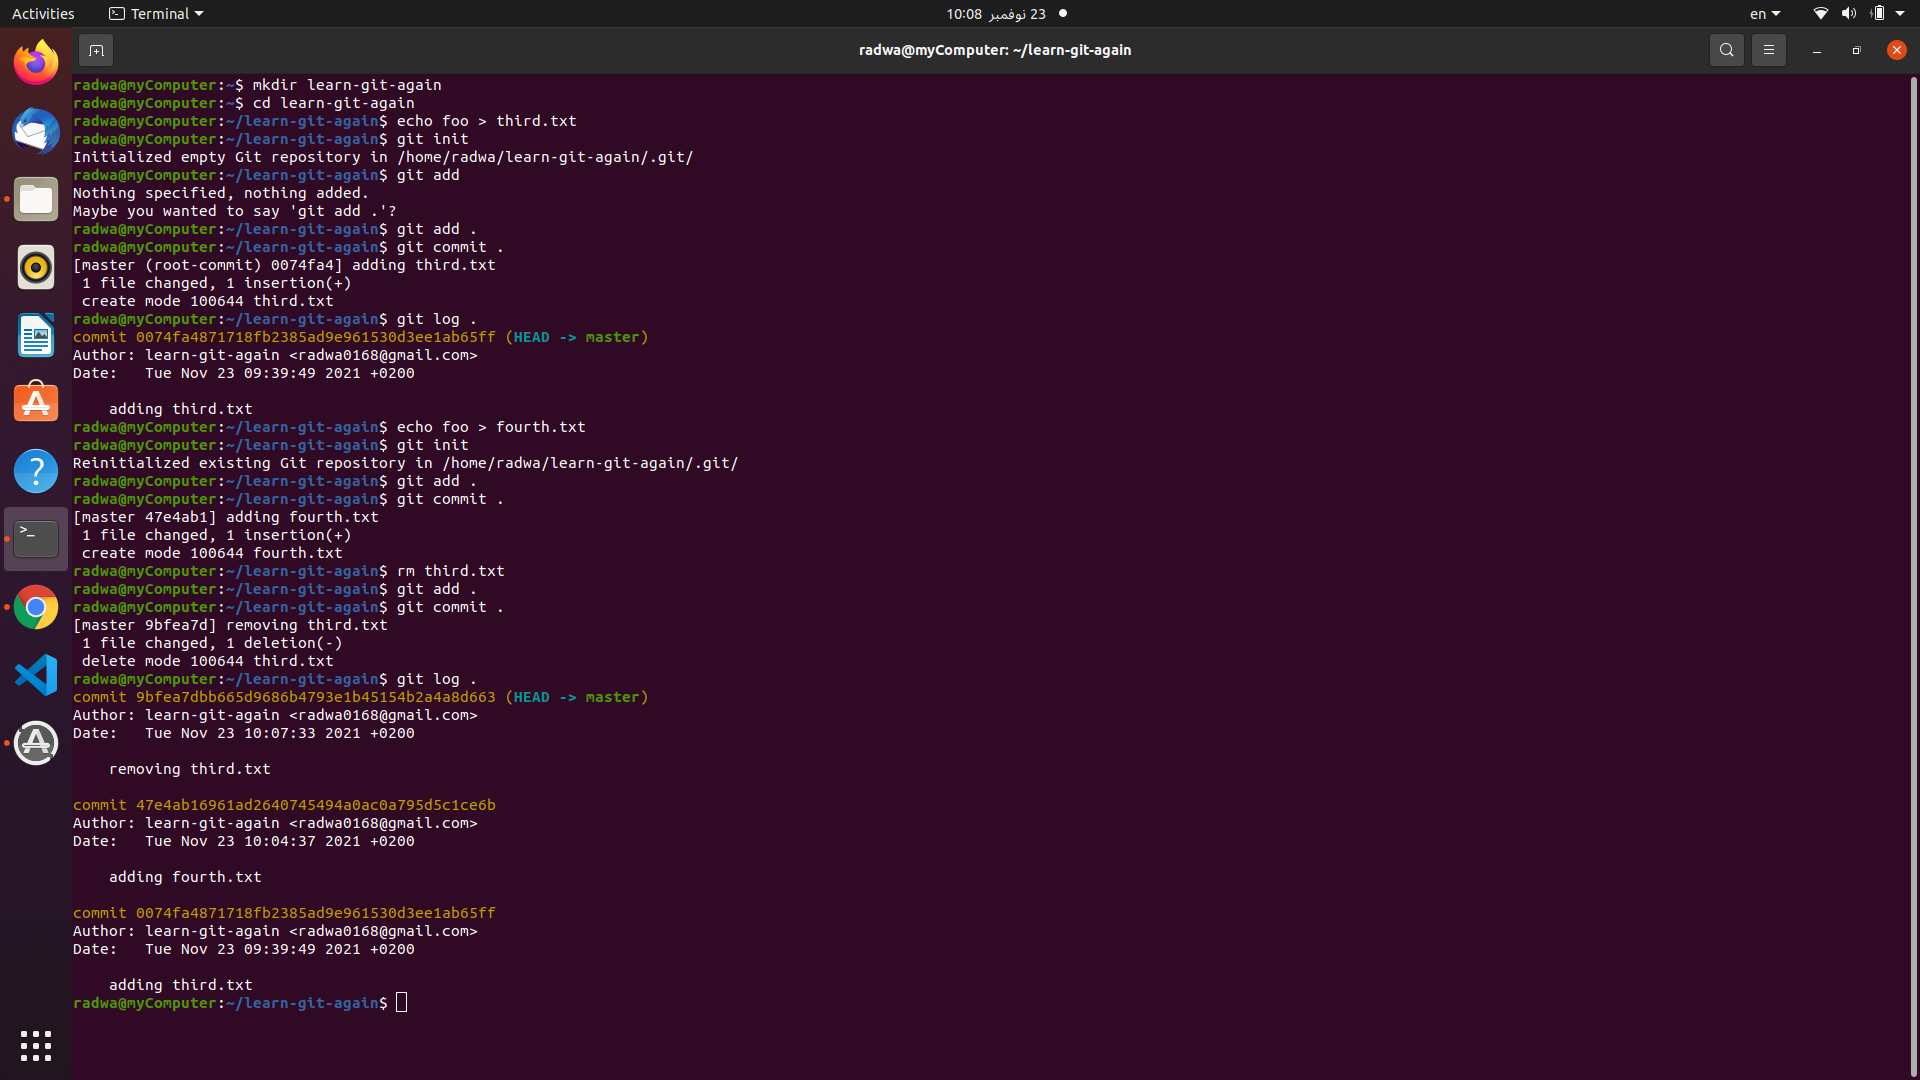 Activities
Terminal
23 نوفمبر 10:08
en
radwa@myComputer: ~/learn-git-again
radwa@myComputer:~$ mkdir learn-git-again
radwa@myComputer:~$ cd learn-git-again
radwa@myComputer:~/learn-git-again$ echo foo > third.txt
radwa@myComputer:~/learn-git-again$ git init
Initialized empty Git repository in /home/radwa/learn-git-again/.git/
radwa@myComputer:~/learn-git-again$ git add
Nothing specified, nothing added.
Maybe you wanted to say 'git add .'?
radwa@myComputer:~/learn-git-again$ git add .
radwa@myComputer:~/learn-git-again$ git commit .
[master (root-commit) 0074fa4] adding third.txt
 1 file changed, 1 insertion(+)
 create mode 100644 third.txt
radwa@myComputer:~/learn-git-again$ git log .
commit 0074fa4871718fb2385ad9e961530d3ee1ab65ff (HEAD -> master)
Author: learn-git-again <radwa0168@gmail.com>
Date:   Tue Nov 23 09:39:49 2021 +0200
    adding third.txt
radwa@myComputer:~/learn-git-again$ echo foo > fourth.txt
radwa@myComputer:~/learn-git-again$ git init
Reinitialized existing Git repository in /home/radwa/learn-git-again/.git/
radwa@myComputer:~/learn-git-again$ git add .
radwa@myComputer:~/learn-git-again$ git commit .
[master 47e4ab1] adding fourth.txt
 1 file changed, 1 insertion(+)
 create mode 100644 fourth.txt
radwa@myComputer:~/learn-git-again$ rm third.txt
radwa@myComputer:~/learn-git-again$ git add .
radwa@myComputer:~/learn-git-again$ git commit .
[master 9bfea7d] removing third.txt
 1 file changed, 1 deletion(-)
 delete mode 100644 third.txt
radwa@myComputer:~/learn-git-again$ git log .
commit 9bfea7dbb665d9686b4793e1b45154b2a4a8d663 (HEAD -> master)
Author: learn-git-again <radwa0168@gmail.com>
Date:   Tue Nov 23 10:07:33 2021 +0200
    removing third.txt
commit 47e4ab16961ad2640745494a0ac0a795d5c1ce6b
Author: learn-git-again <radwa0168@gmail.com>
Date:   Tue Nov 23 10:04:37 2021 +0200
    adding fourth.txt
commit 0074fa4871718fb2385ad9e961530d3ee1ab65ff
Author: learn-git-again <radwa0168@gmail.com>
Date:   Tue Nov 23 09:39:49 2021 +0200
    adding third.txt
radwa@myComputer:~/learn-git-again$